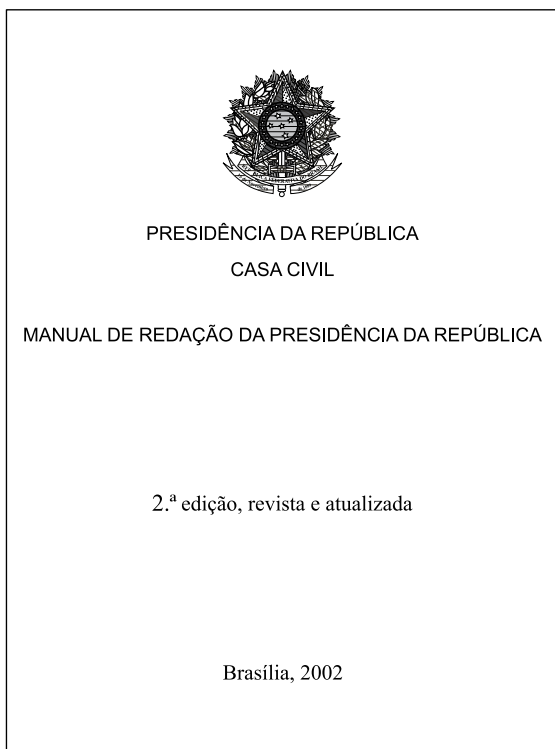 PRESIDÊNCIA DA REPÚBLICA
CASA CIVIL
MANUAL DE REDAÇÃO DA PRESIDÊNCIA DA REPÚBLICA
2.ª edição, revista e atualizada
Brasília, 2002